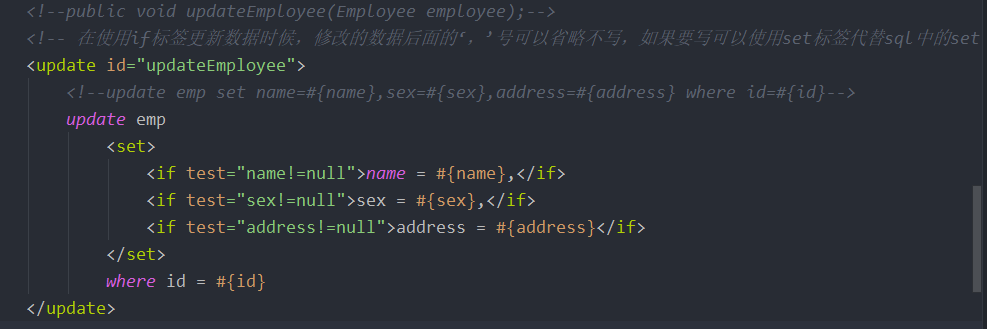 <!--public void updateEmployee(Employee employee);-->
<!-- 在使用if标签更新数据时候，修改的数据后面的‘，’号可以省略不写，如果要写可以使用set标签代替sql中的set
<update id="updateEmployee">
<!--update emp set name=#{name},sex=#{sex},address=#{address} where id=#{id}-->
update emp
<set>
<if test="name!=null">name = #{name},</if>
<if test="sex!=null">sex = #{sex},</if>
<if test="address!=null">address = #{address}</if>
</set>
where id = #{id}
</update>